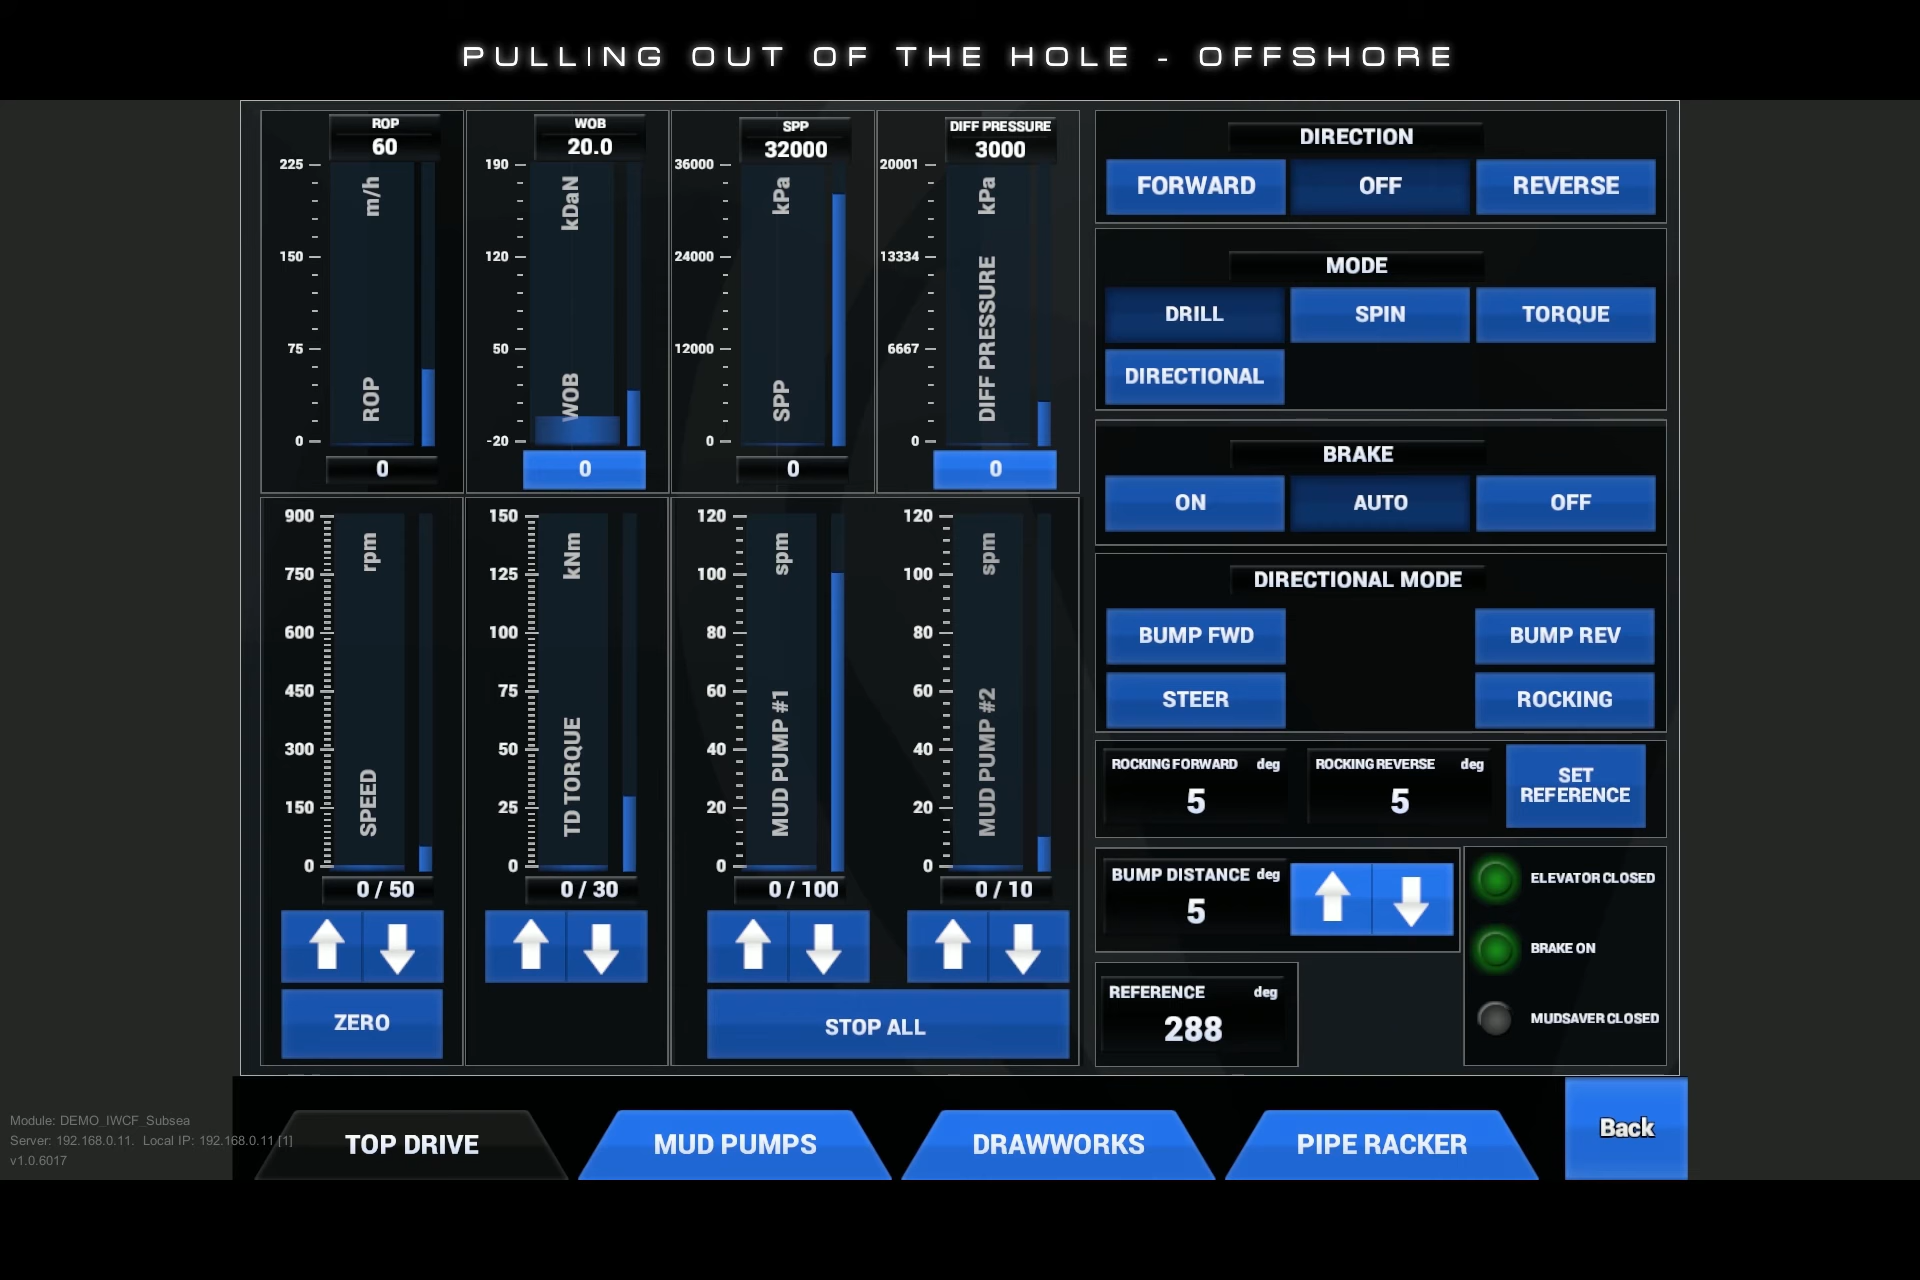 PULLING OUT OF THE HOLE - OFFSHORE
ROP
60
225
150
75
0
m/h
ROP
0
WOB
20.0
190
120
50
-20
kDaN
WOB
0
SPP
32000
36000
24000
12000
0
kPa
SPP
0
DIFF PRESSURE
3000
20001
13334
6667
0
kPa
DIFF PRESSURE
0
900
750
600
450
300
150
0
rpm
SPEED
0 / 50
ZERO
150
125
100
75
50
25
0
kNm
TD TORQUE
0 / 30
120
100
80
60
40
20
0
spm
MUD PUMP #1
0 / 100
120
100
80
60
40
20
0
spm
MUD PUMP #2
0 / 10
STOP ALL
DIRECTION
FORWARD OFF REVERSE
MODE
DRILL SPIN TORQUE
DIRECTIONAL
BRAKE
ON AUTO OFF
DIRECTIONAL MODE
BUMP FWD BUMP REV
STEER ROCKING
ROCKING FORWARD deg
5
ROCKING REVERSE deg
5
SET
REFERENCE
BUMP DISTANCE deg
5
REFERENCE deg
288
ELEVATOR CLOSED
BRAKE ON
MUDSAVER CLOSED
Module: DEMO_IWCF_Subsea
Server: 192.168.0.11. Local IP: 192.168.0.11 [1]
v1.0.6017
TOP DRIVE MUD PUMPS DRAWWORKS PIPE RACKER Back